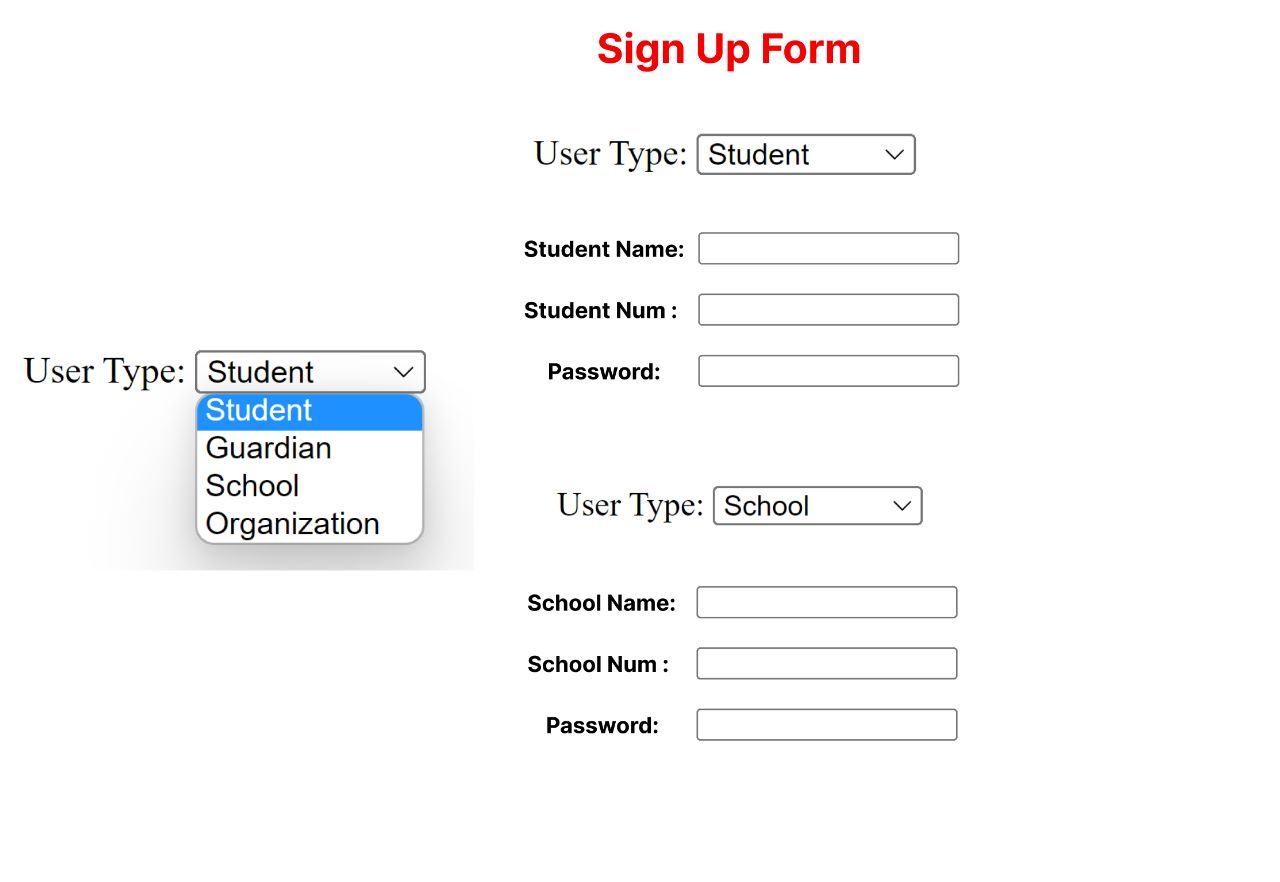 Sign Up Form
User Type: Student
Student Name:
Student Num :
Password:
User Type: Student
Student
Guardian
School
Organization
User Type: School
School Name:
School Num :
Password: